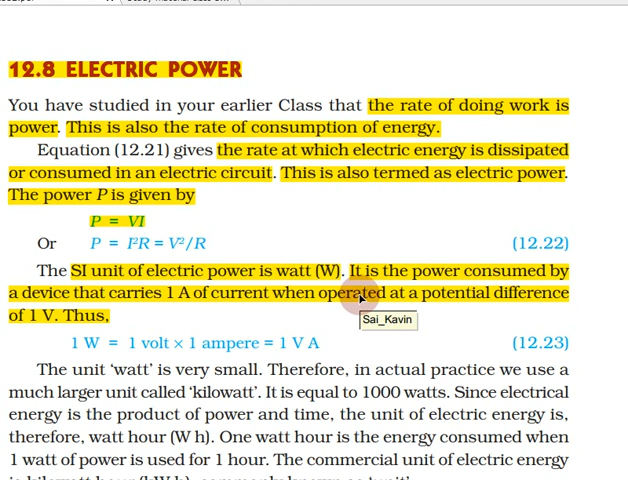 12.8 ELECTRIC POWER
You have studied in your earlier Class that the rate of doing work is
power. This is also the rate of consumption of energy.
Equation (12.21) gives the rate at which electric energy is dissipated
or consumed in an electric circuit. This is also termed as electric power.
The power P is given by
P = VI
Or P = I²R = V²/R (12.22)
The SI unit of electric power is watt (W). It is the power consumed by
a device that carries 1 A of current when operated at a potential difference
of 1 V. Thus,
Sai_Kavin
1 W = 1 volt × 1 ampere = 1 V A (12.23)
The unit ‘watt’ is very small. Therefore, in actual practice we use a
much larger unit called ‘kilowatt’. It is equal to 1000 watts. Since electrical
energy is the product of power and time, the unit of electric energy is,
therefore, watt hour (W h). One watt hour is the energy consumed when
1 watt of power is used for 1 hour. The commercial unit of electric energy